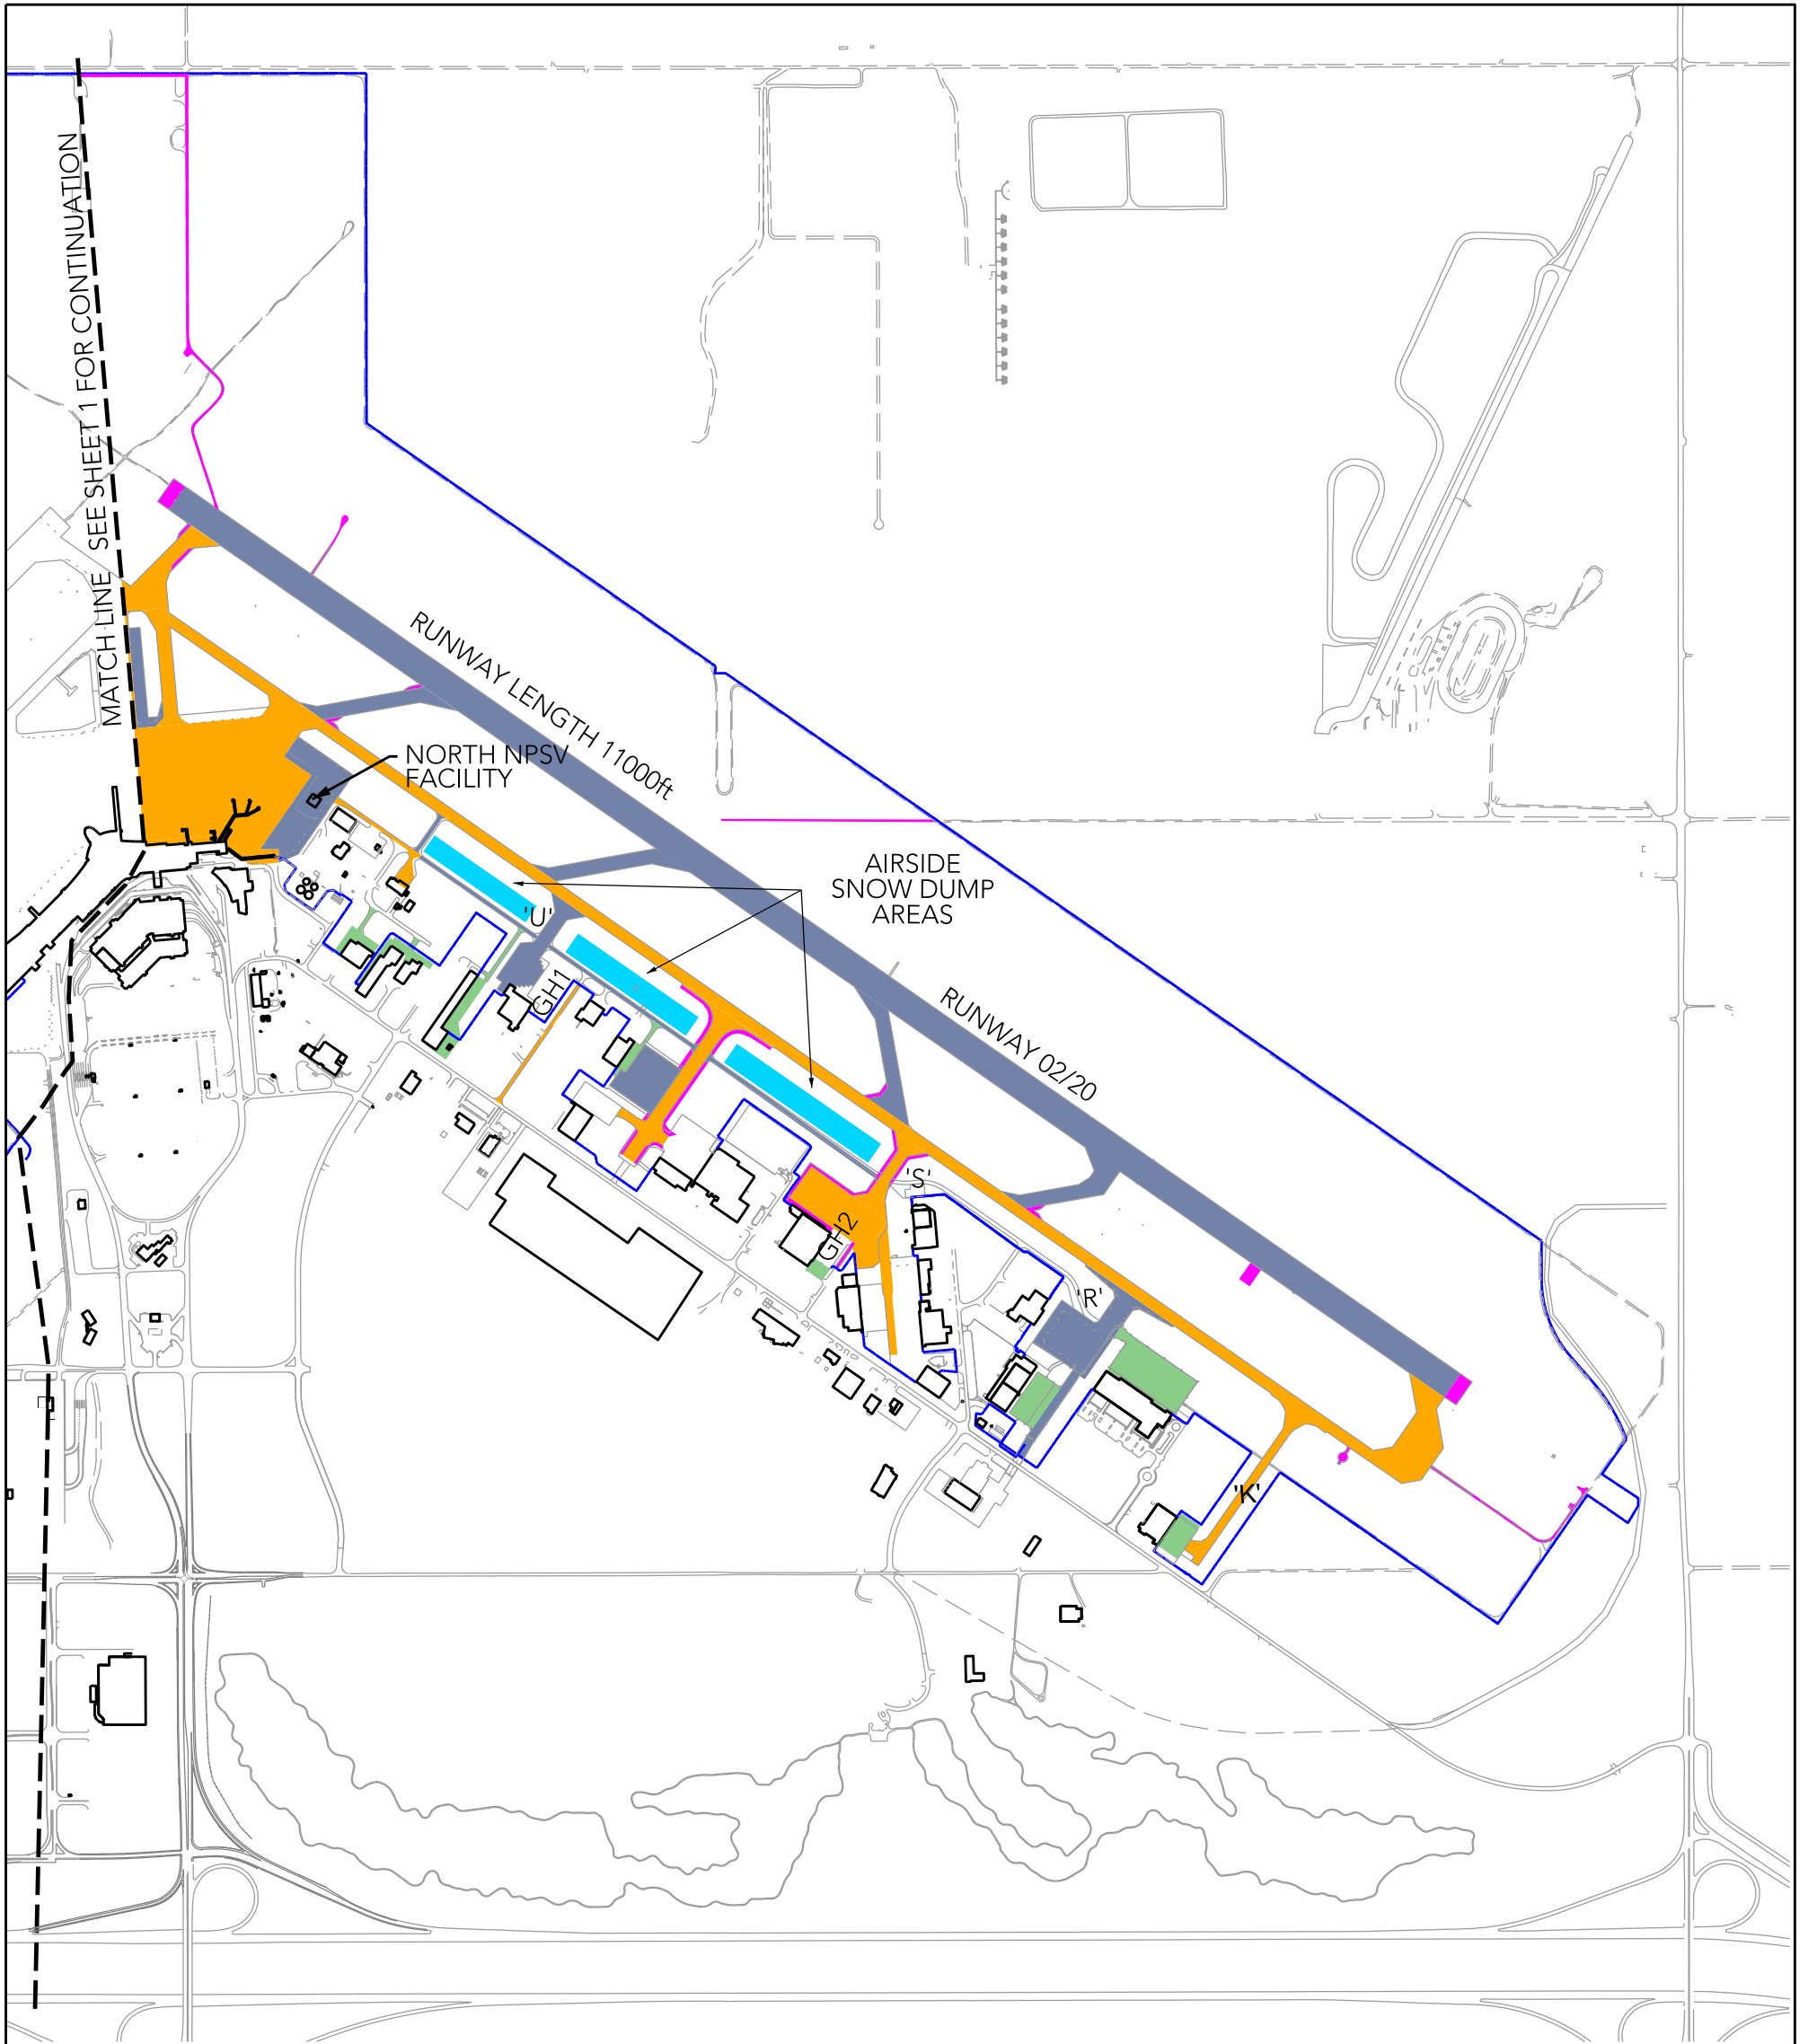 MATCH LINE SEE SHEET 1 FOR CONTINUATION
RUNWAY LENGTH 11000ft
NORTH NPSV
FACILITY
AIRSIDE
SNOW DUMP
AREAS
'U'
GH1
RUNWAY 02/20
'S'
GH2
'R'
'K'